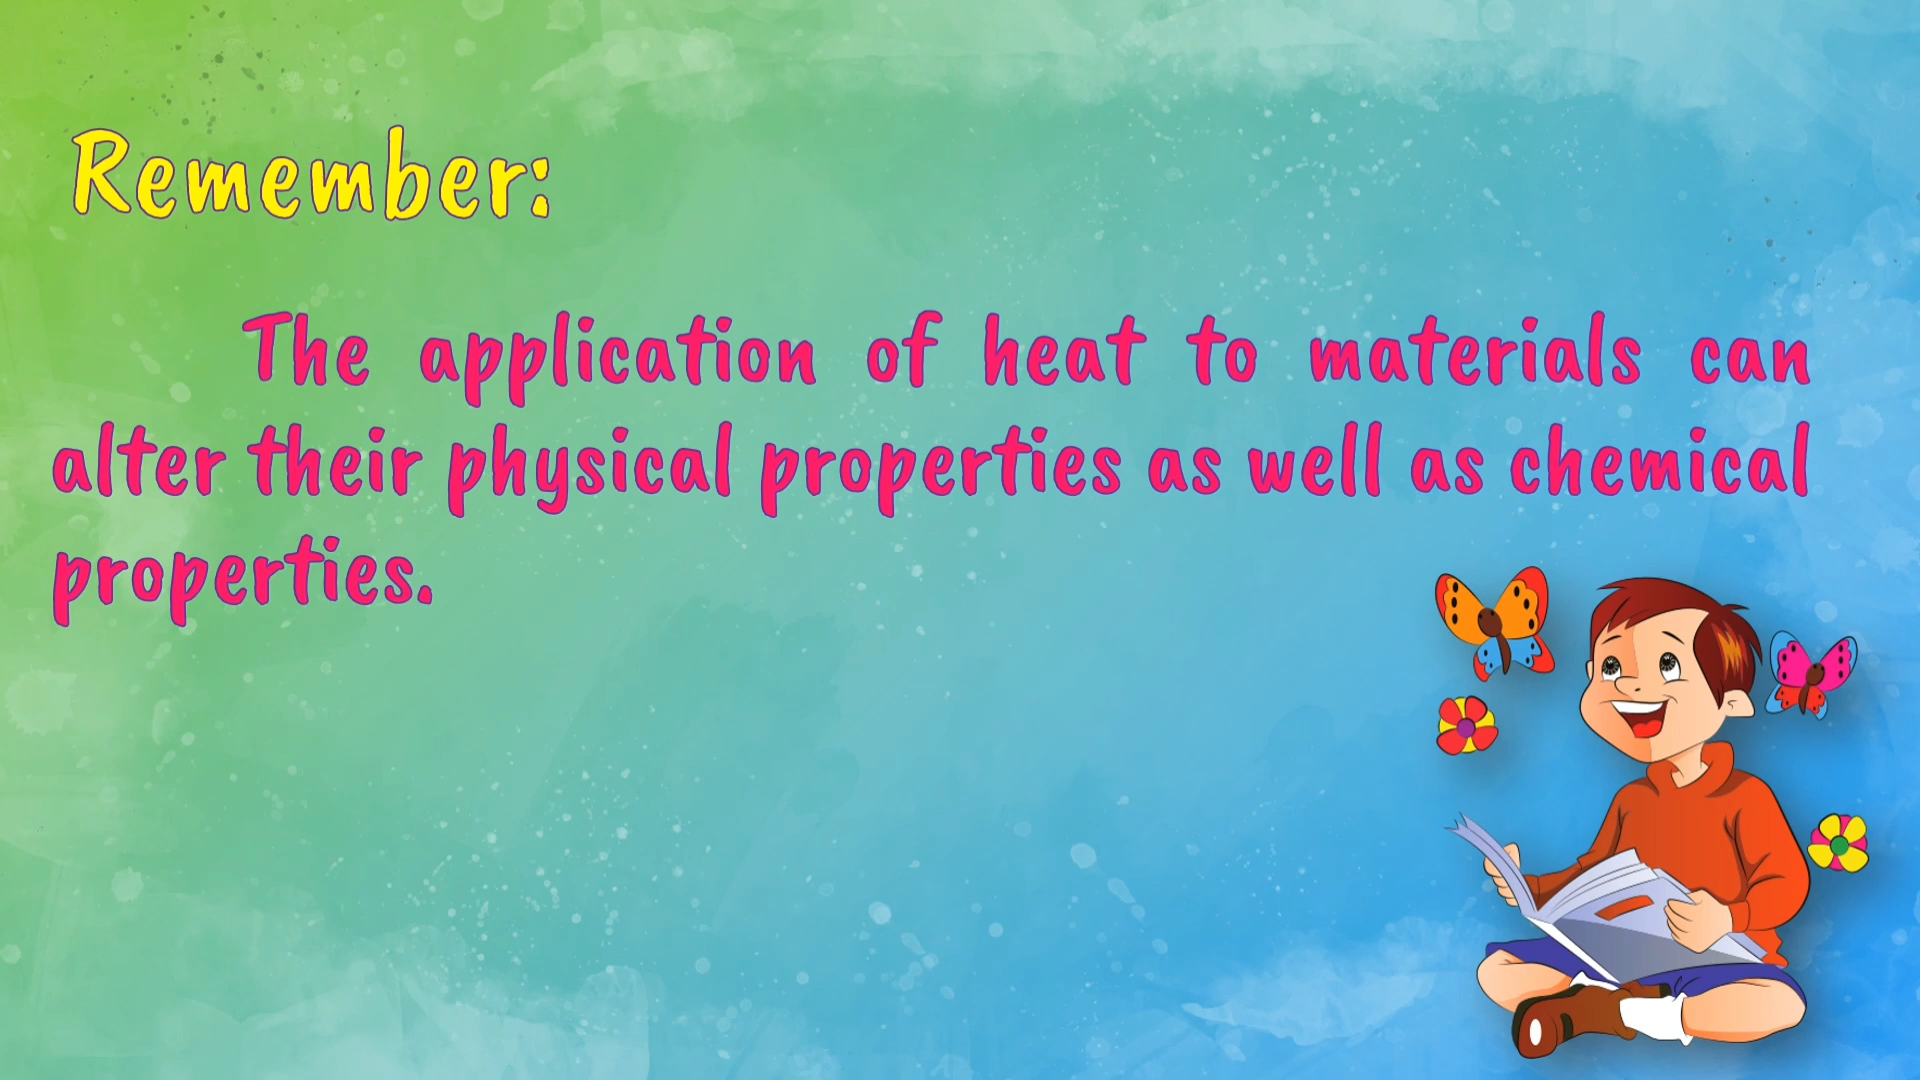 Remember:
The application of heat to materials can
alter their physical properties as well as chemical
properties.